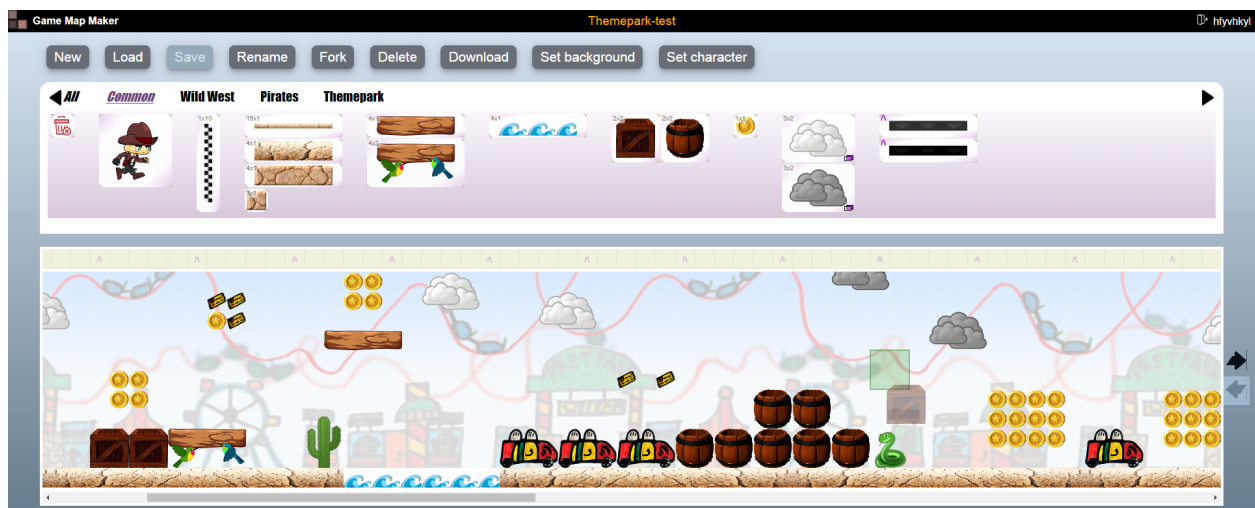 Game Map Maker
Themepark-test
hfyvhkyl
New Load Save Rename Fork Delete Download Set background Set character
All Common Wild West Pirates Themepark
1x10
4x1
4x1
2x2
2x2
1x1
3x2
4x1
4x2
3x2